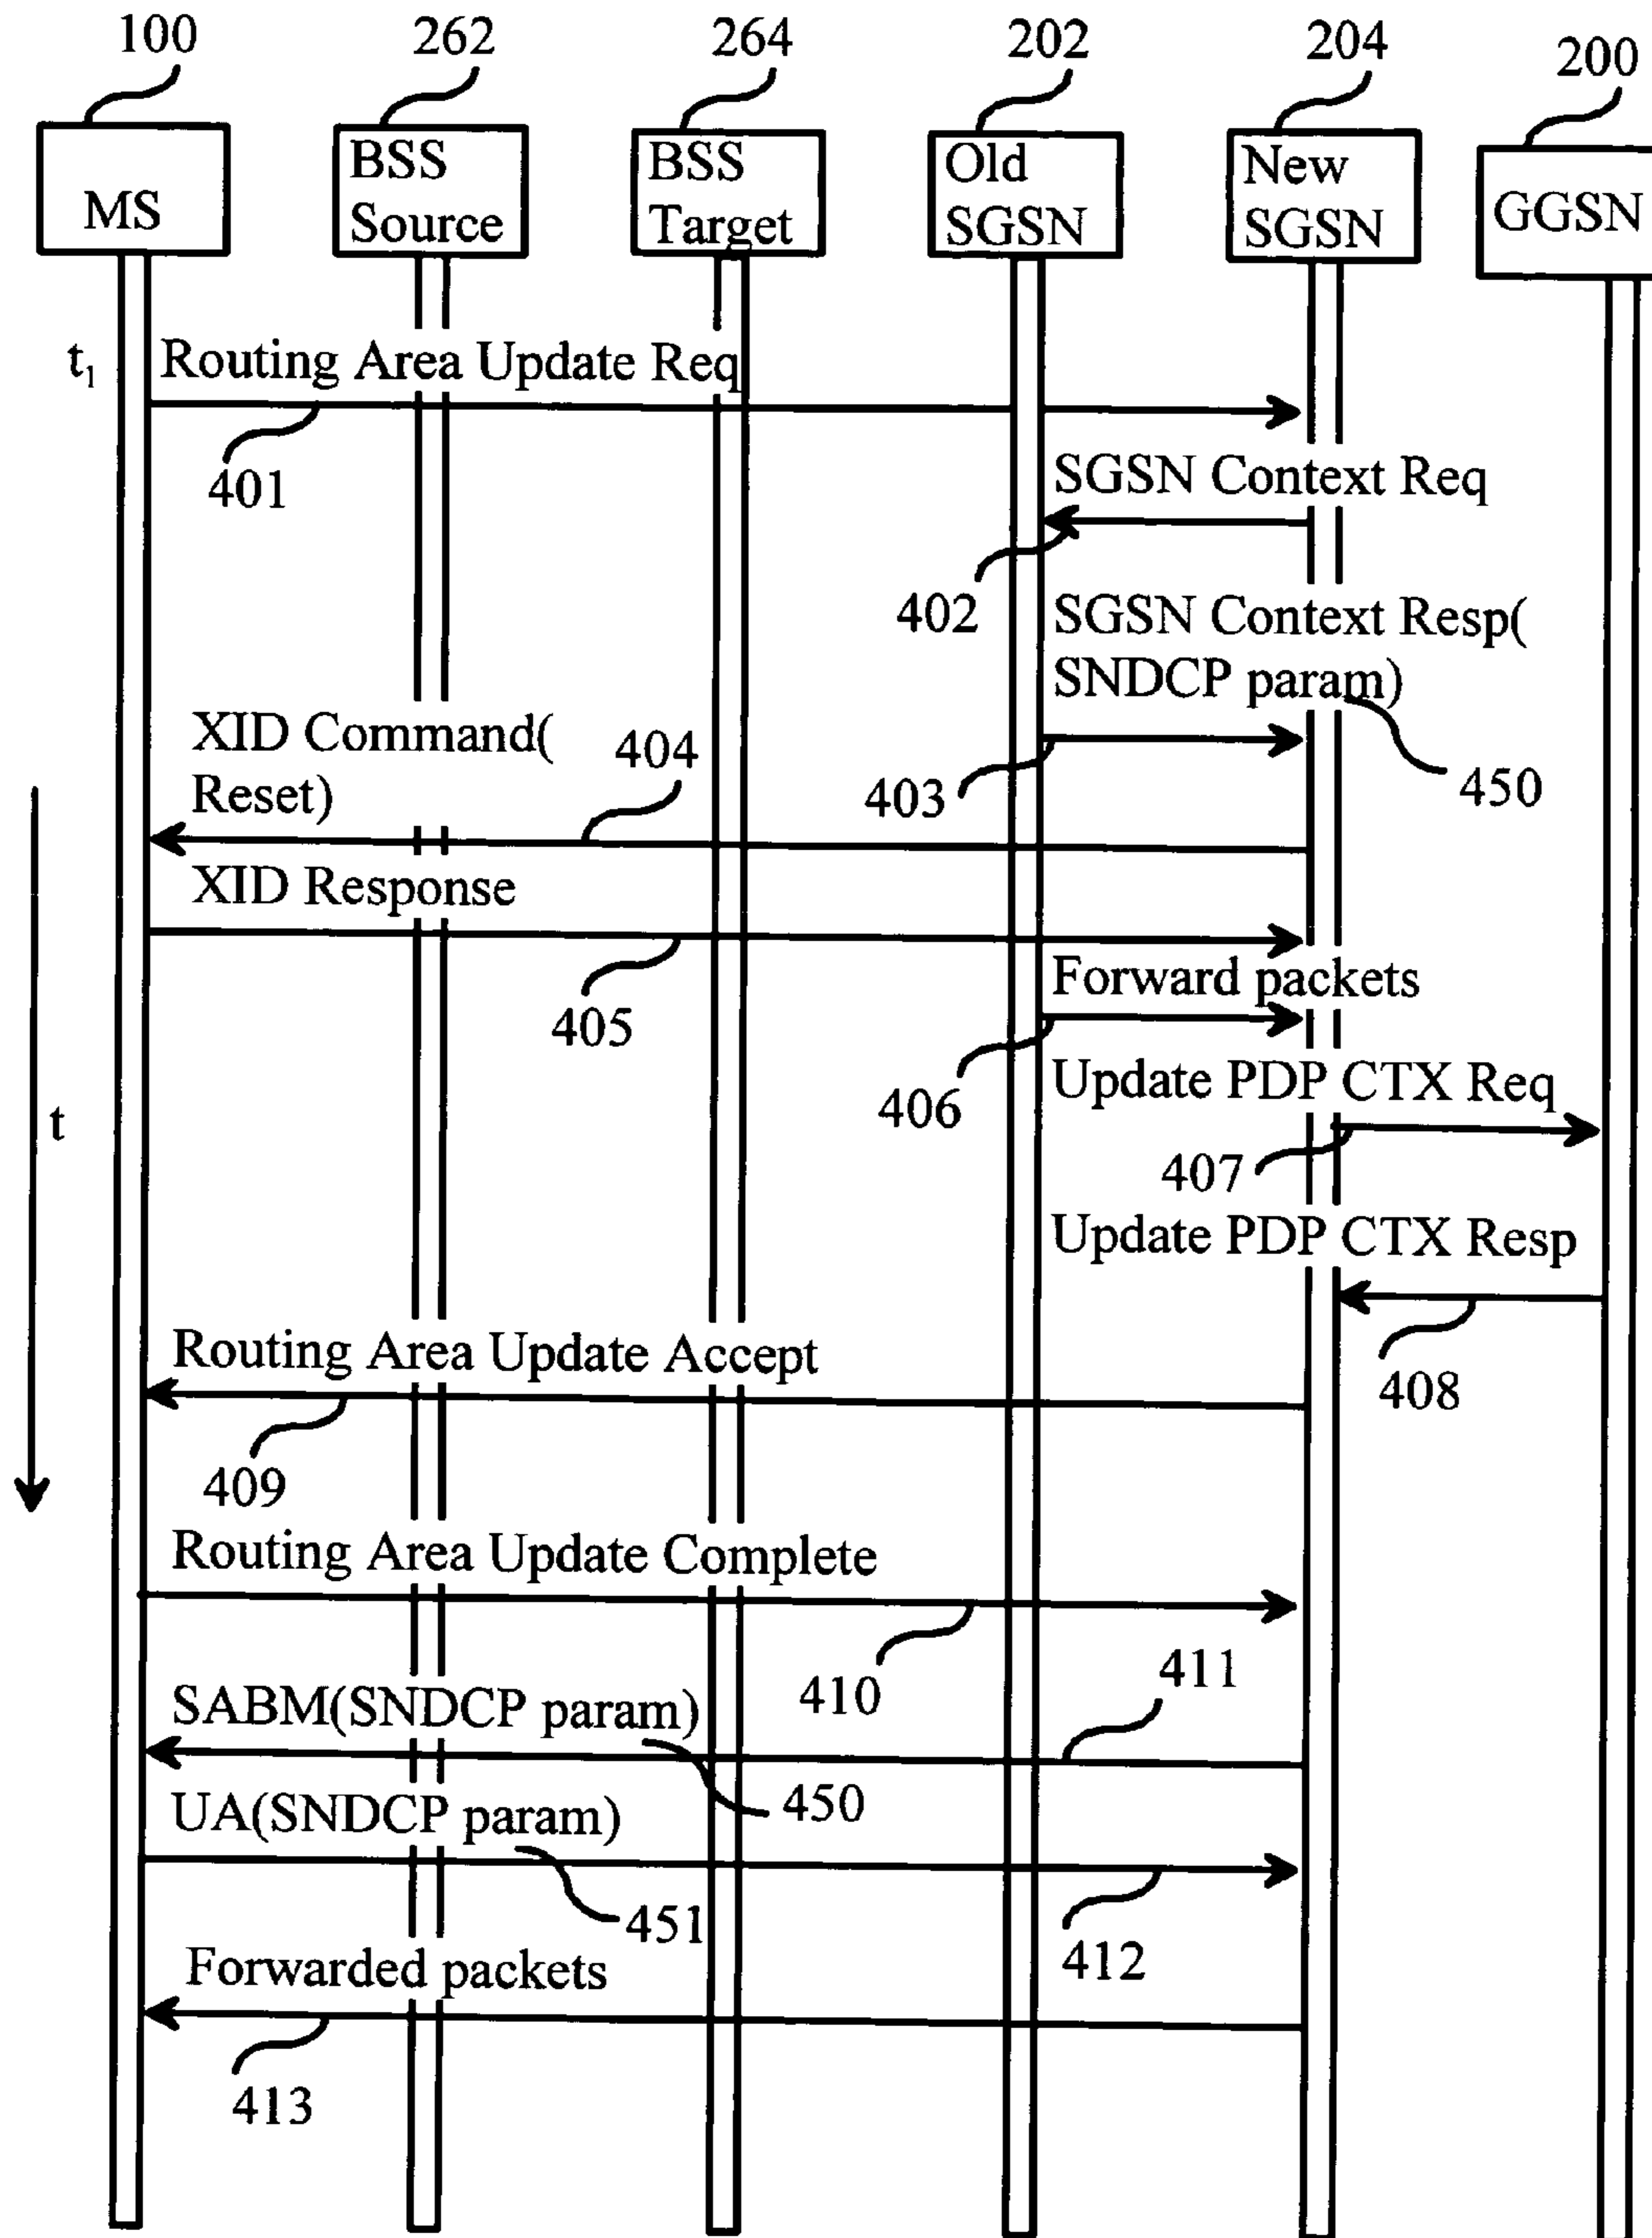 100 262 264 202 204 200
MS
BSS
Source
BSS
Target
Old
SGSN
New
SGSN
GGSN
t1 Routing Area Update Req
401
SGSN Context Req
402
SGSN Context Resp(
SNDCP param)
450
403
XID Command(
Reset)
404
XID Response
405
Forward packets
406
Update PDP CTX Req
t
407
Update PDP CTX Resp
408
Routing Area Update Accept
409
Routing Area Update Complete
410
411
SABM(SNDCP param)
450
UA(SNDCP param)
451
412
Forwarded packets
413